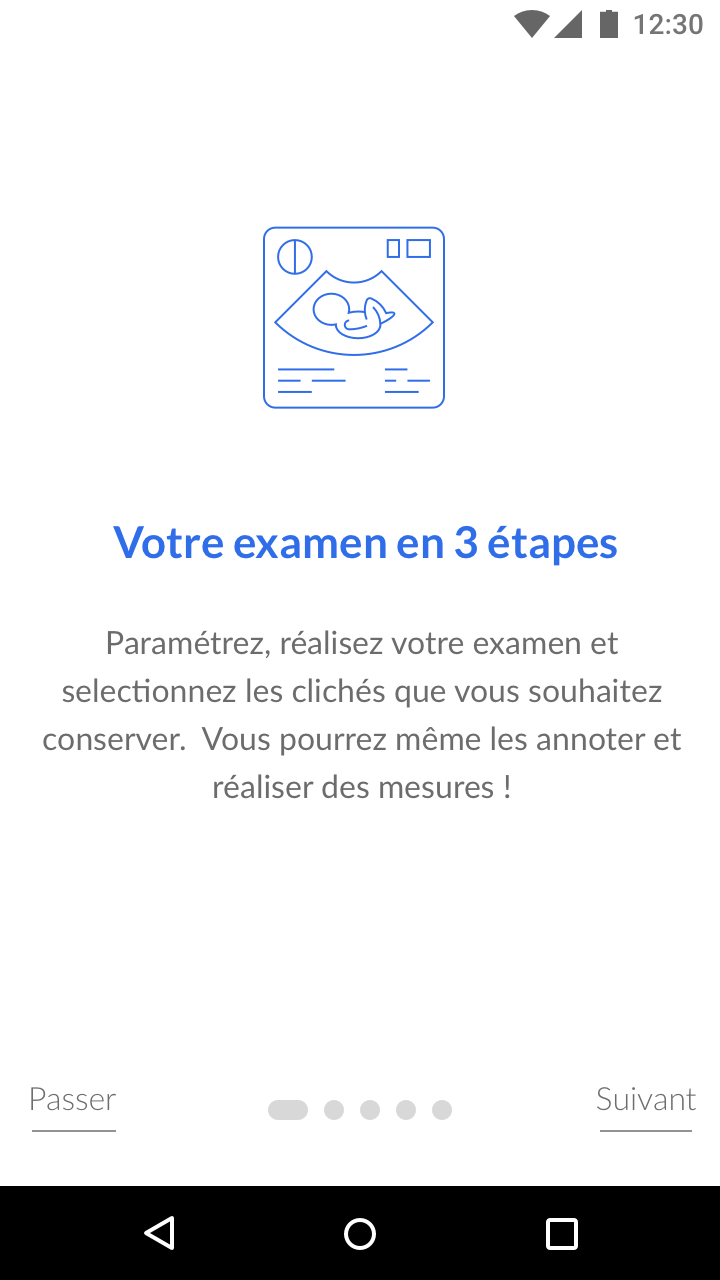 12:30
Votre examen en 3 étapes
Paramétrez, réalisez votre examen et
selectionnez les clichés que vous souhaitez
conserver.  Vous pourrez même les annoter et
réaliser des mesures !
Passer
Suivant